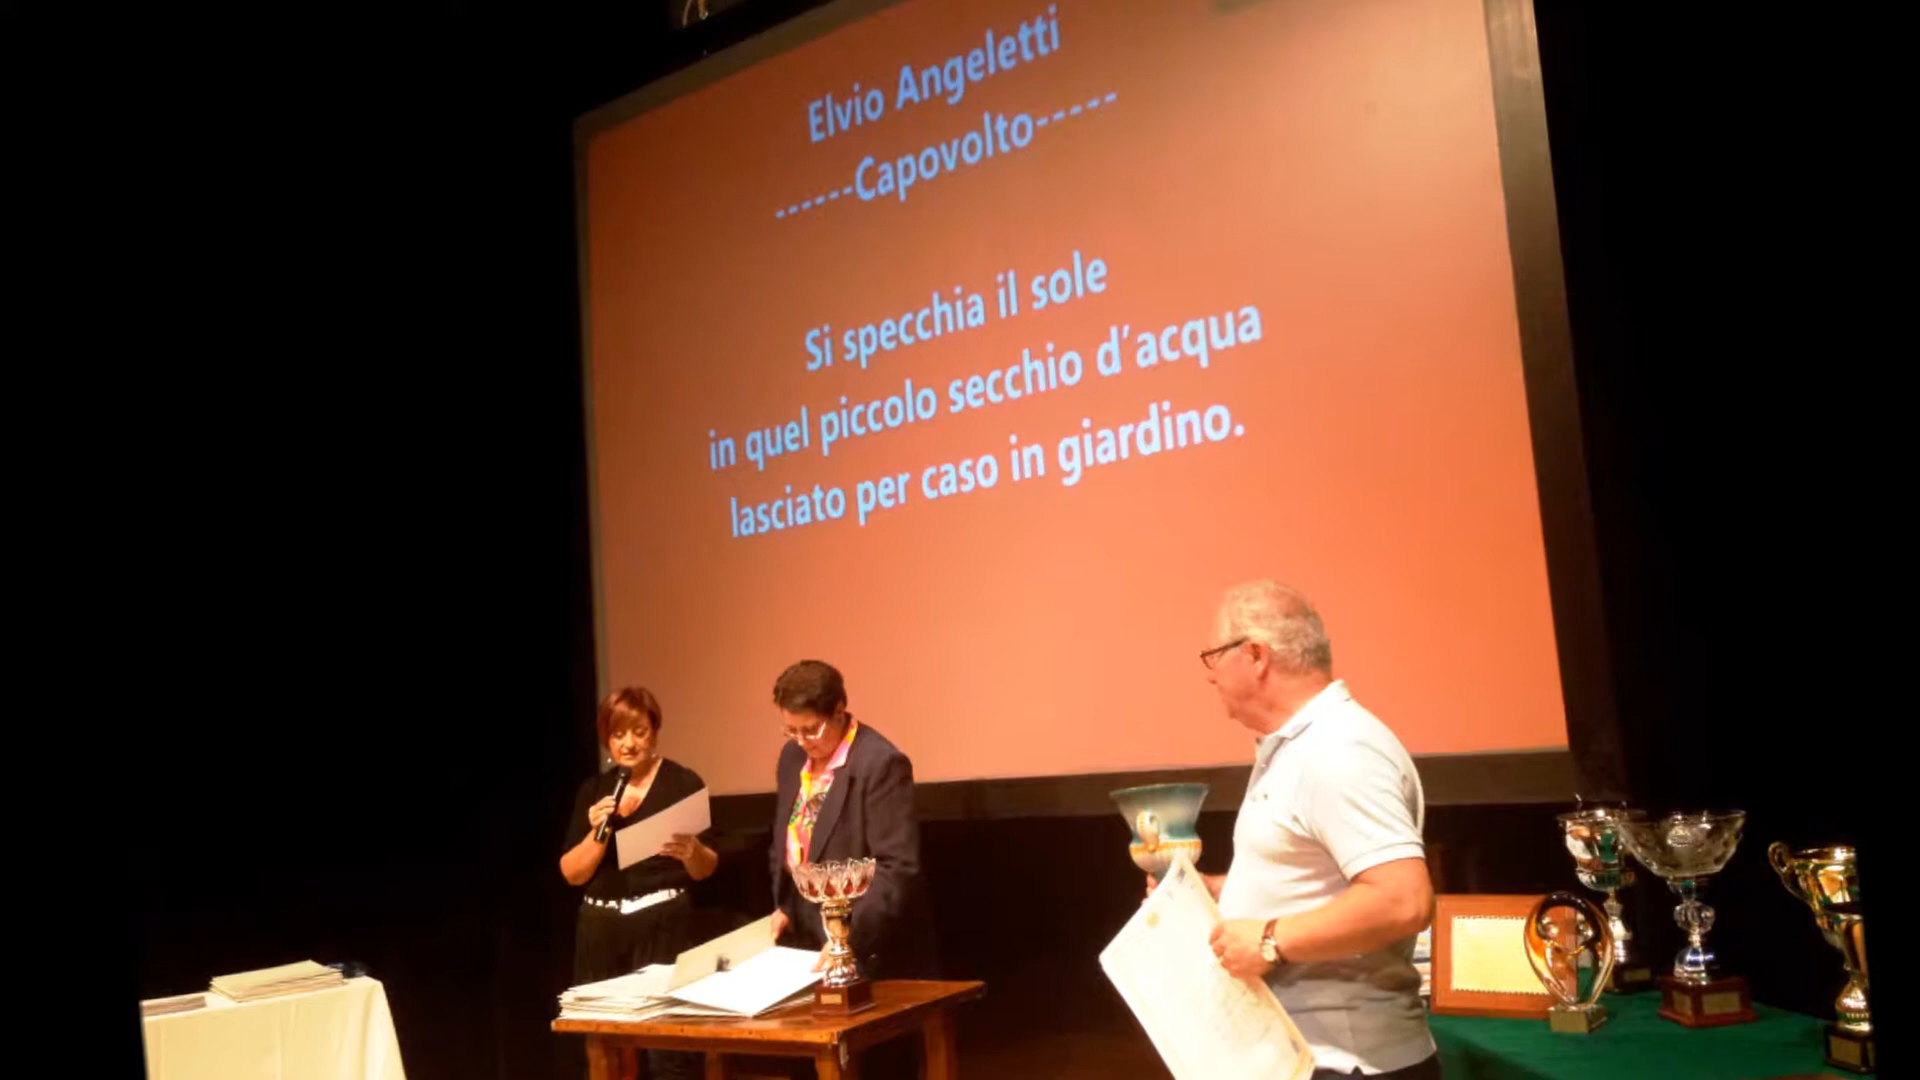 Elvio Angeletti
------Capovolto-----
Si specchia il sole
in quel piccolo secchio d'acqua
lasciato per caso in giardino.